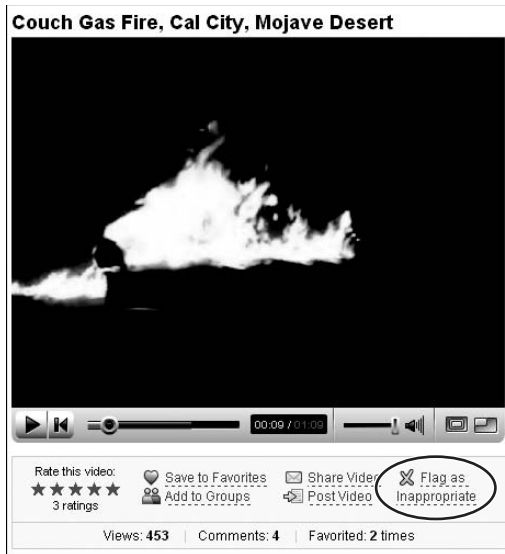 Couch Gas Fire, Cal City, Mojave Desert
00:09 / 01:09
Rate this video:
3 ratings
Save to Favorites
Add to Groups
Share Video
Post Video
Flag as
Inappropriate
Views: 453 | Comments: 4 | Favorited: 2 times